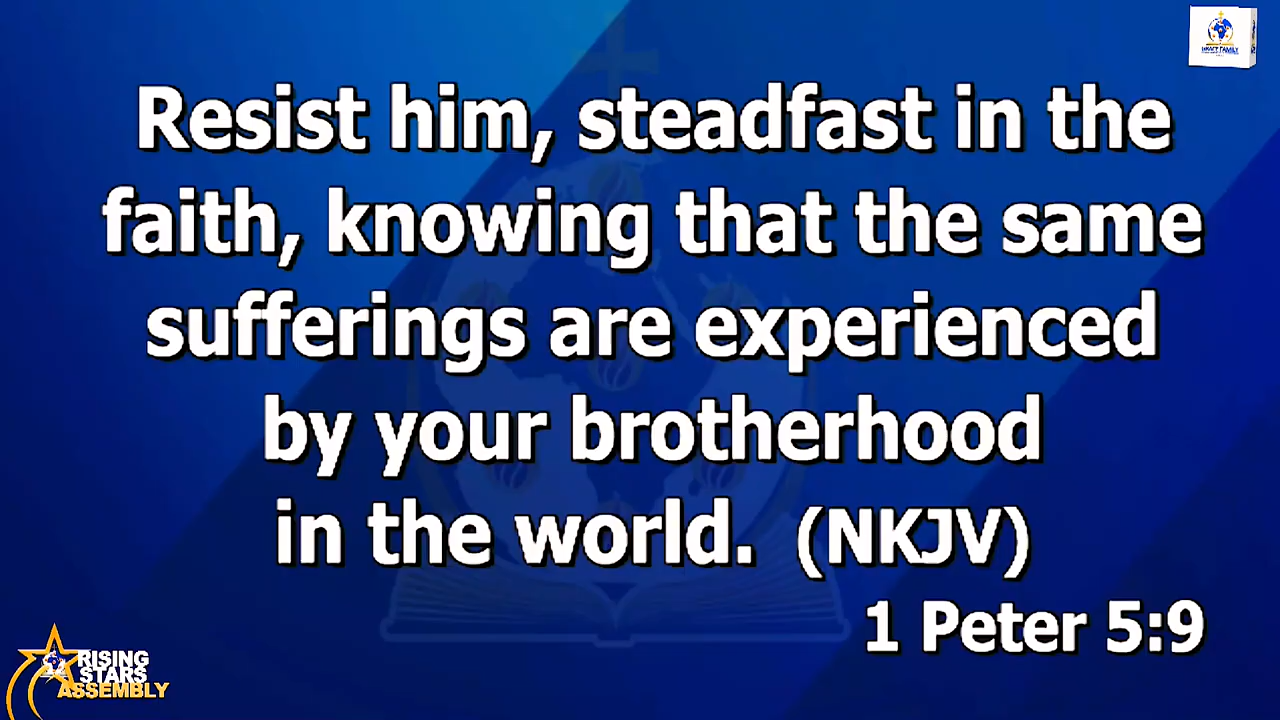 Resist him, steadfast in the
faith, knowing that the same
sufferings are experienced
by your brotherhood
in the world. (NKJV)
1 Peter 5:9
RISING
STARS
ASSEMBLY